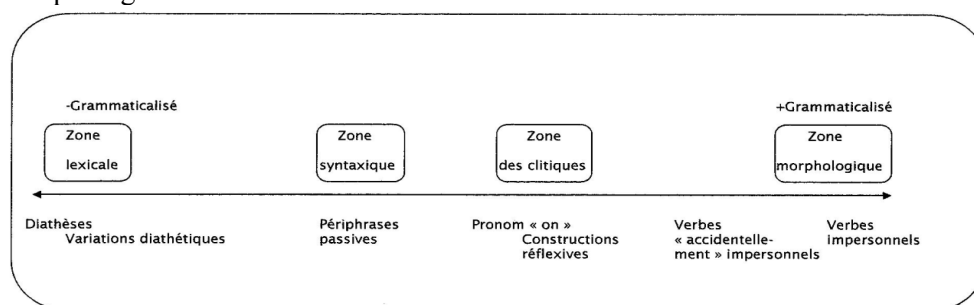 -Grammaticalisé +Grammaticalisé
Zone Zone Zone Zone
lexicale syntaxique des clitiques morphologique
Diathèses Périphrases Pronom « on » Verbes Verbes
Variations diathétiques passives Constructions « accidentelle- impersonnels
réflexives ment » impersonnels